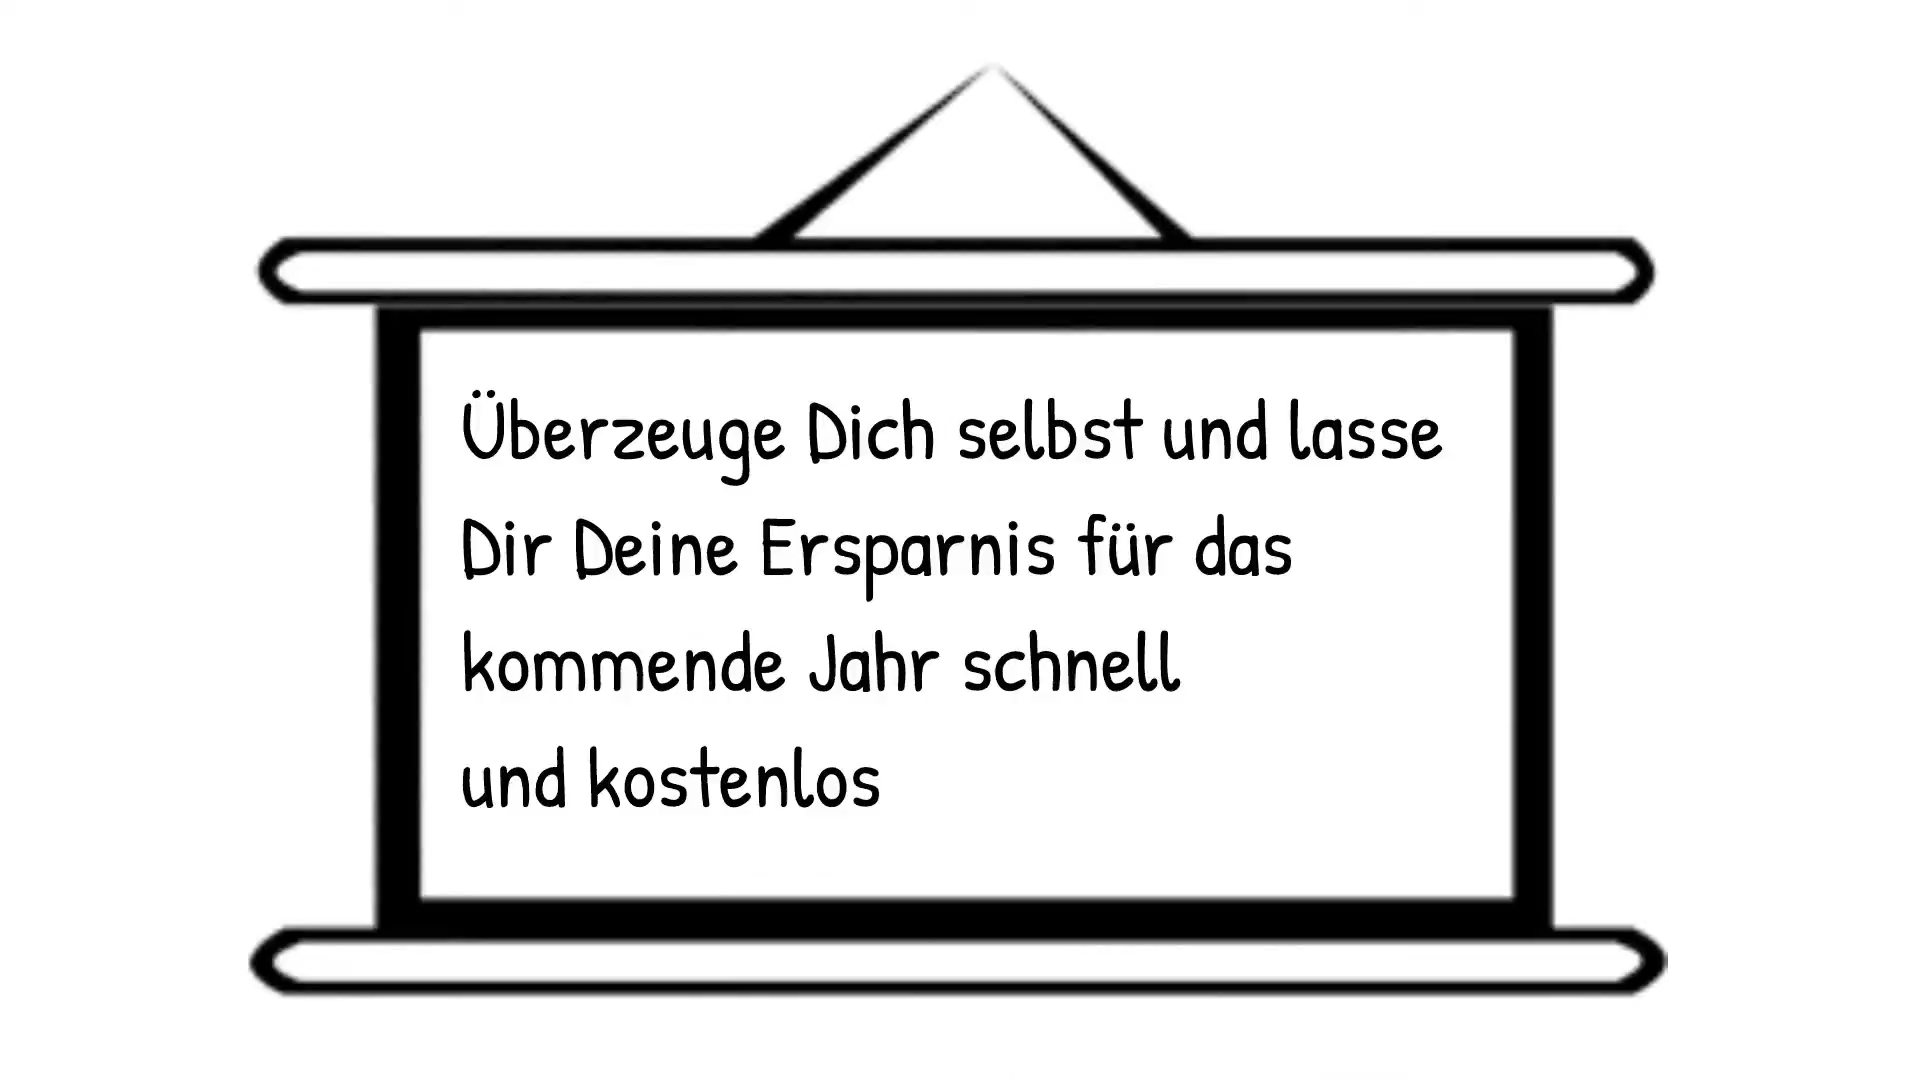 Überzeuge Dich selbst und lasse
Dir Deine Ersparnis für das
kommende Jahr schnell
und kostenlos